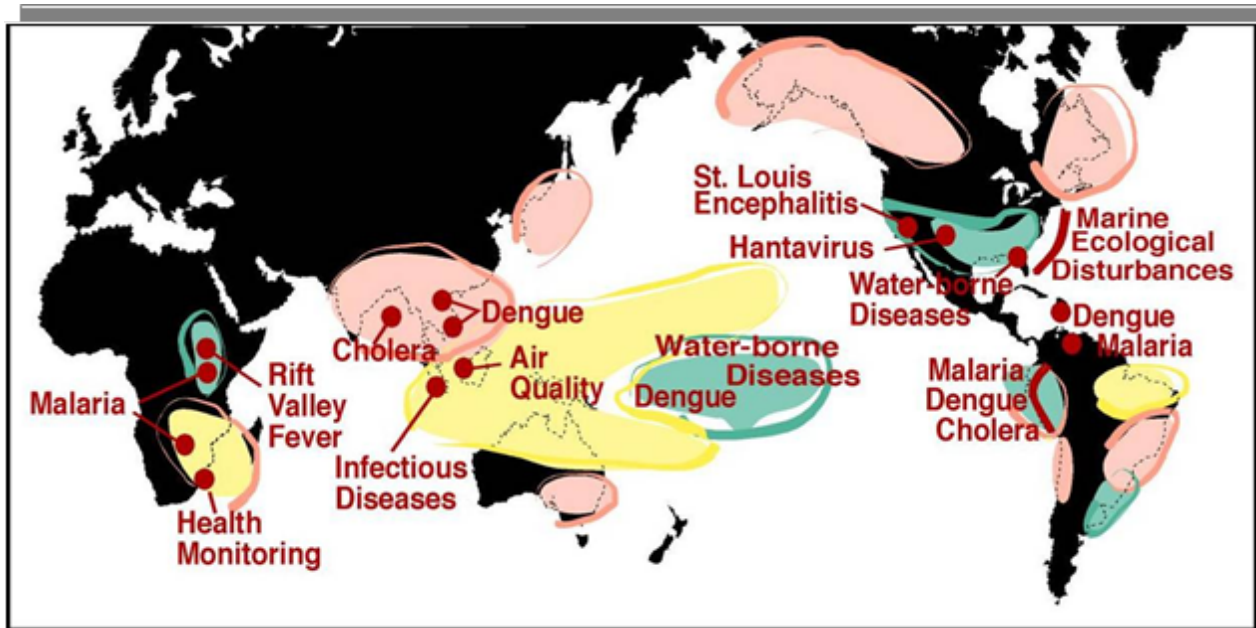 St. Louis
Encephalitis
Hantavirus
Water-borne
Diseases
Marine
Ecological
Disturbances
Dengue
Cholera
Air
Quality
Water-borne
Diseases
Dengue
Dengue
Malaria
Malaria
Dengue
Cholera
Malaria
Rift
Valley
Fever
Infectious
Diseases
Health
Monitoring